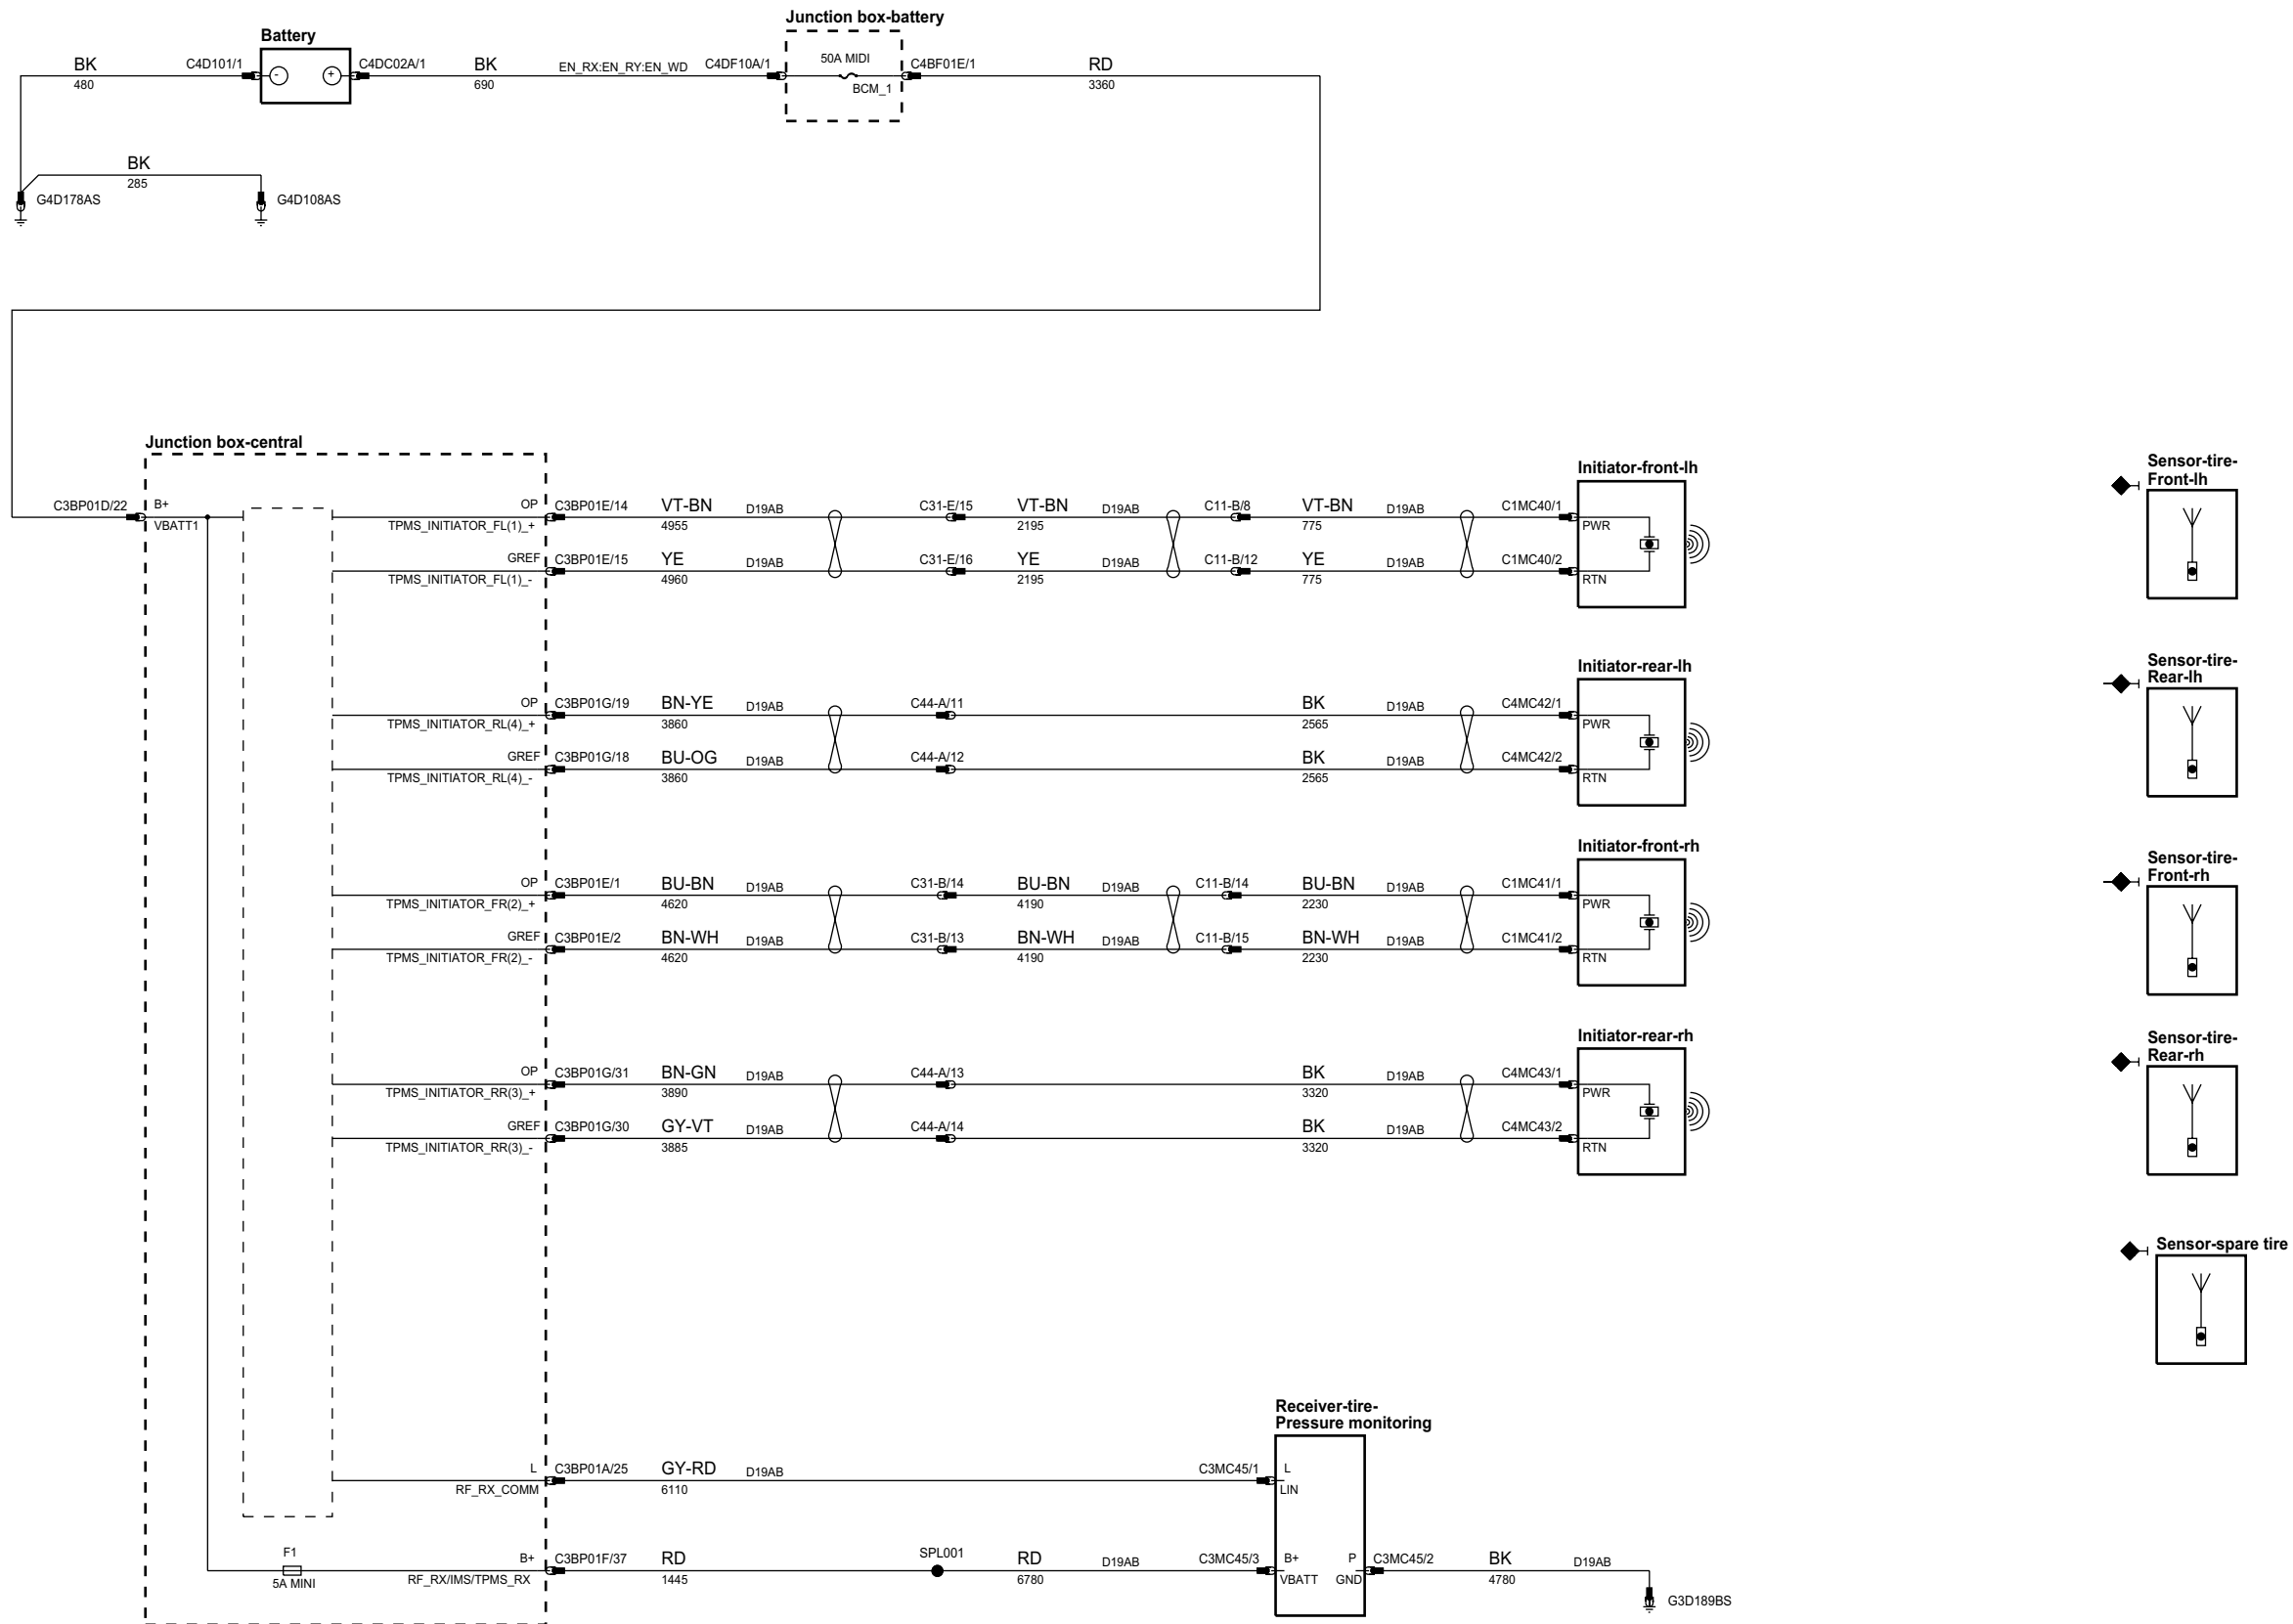 Junction box-battery
Battery
BK
480
C4D101/1
-
+
C4DC02A/1
BK
690
EN_RX:EN_RY:EN_WD
C4DF10A/1
50A MIDI
BCM_1
C4BF01E/1
RD
3360
BK
285
G4D178AS
G4D108AS
Junction box-central
C3BP01D/22
B+
VBATT1
OP
TPMS_INITIATOR_FL(1)_+
C3BP01E/14
VT-BN
4955
D19AB
C31-E/15
VT-BN
2195
D19AB
C11-B/8
VT-BN
775
D19AB
C1MC40/1
Initiator-front-lh
PWR
GREF
TPMS_INITIATOR_FL(1)_-
C3BP01E/15
YE
4960
D19AB
C31-E/16
YE
2195
D19AB
C11-B/12
YE
775
D19AB
C1MC40/2
RTN
Sensor-tire-
Front-lh
OP
TPMS_INITIATOR_RL(4)_+
C3BP01G/19
BN-YE
3860
D19AB
C44-A/11
BK
2565
D19AB
C4MC42/1
Initiator-rear-lh
PWR
GREF
TPMS_INITIATOR_RL(4)_-
C3BP01G/18
BU-OG
3860
D19AB
C44-A/12
BK
2565
D19AB
C4MC42/2
RTN
Sensor-tire-
Rear-lh
OP
TPMS_INITIATOR_FR(2)_+
C3BP01E/1
BU-BN
4620
D19AB
C31-B/14
BU-BN
4190
D19AB
C11-B/14
BU-BN
2230
D19AB
C1MC41/1
Initiator-front-rh
PWR
GREF
TPMS_INITIATOR_FR(2)_-
C3BP01E/2
BN-WH
4620
D19AB
C31-B/13
BN-WH
4190
D19AB
C11-B/15
BN-WH
2230
D19AB
C1MC41/2
RTN
Sensor-tire-
Front-rh
OP
TPMS_INITIATOR_RR(3)_+
C3BP01G/31
BN-GN
3890
D19AB
C44-A/13
BK
3320
D19AB
C4MC43/1
Initiator-rear-rh
PWR
GREF
TPMS_INITIATOR_RR(3)_-
C3BP01G/30
GY-VT
3885
D19AB
C44-A/14
BK
3320
D19AB
C4MC43/2
RTN
Sensor-tire-
Rear-rh
Sensor-spare tire
Receiver-tire-
Pressure monitoring
L
RF_RX_COMM
C3BP01A/25
GY-RD
6110
D19AB
C3MC45/1
L
LIN
F1
5A MINI
B+
RF_RX/IMS/TPMS_RX
C3BP01F/37
RD
1445
SPL001
RD
6780
D19AB
C3MC45/3
B+
VBATT
P
GND
C3MC45/2
BK
4780
D19AB
G3D189BS